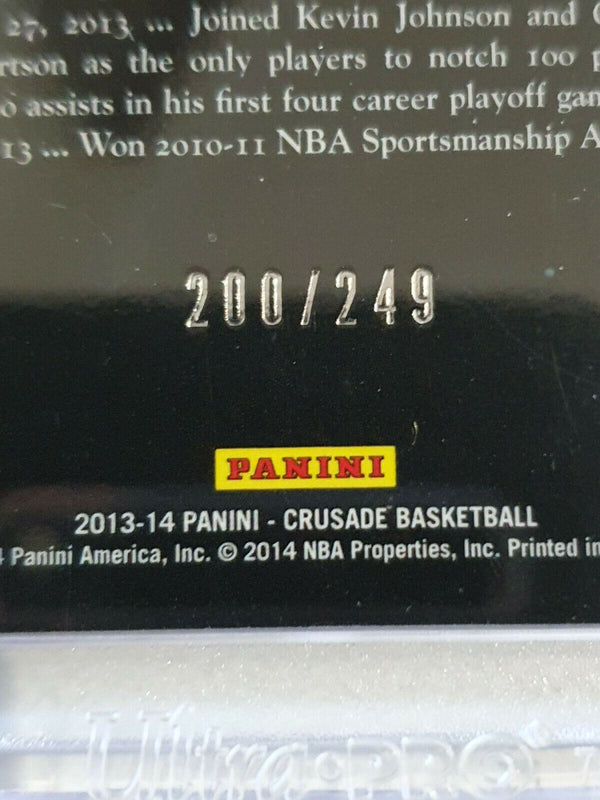 27, 2013 ... Joined Kevin Johnson and
rtson as the only players to notch 100 p
assists in his first four career playoff gam
13 ... Won 2010-11 NBA Sportsmanship A
200/249
PANINI
2013-14 PANINI - CRUSADE BASKETBALL
Panini America, Inc. © 2014 NBA Properties, Inc. Printed in
Ultra·PRO